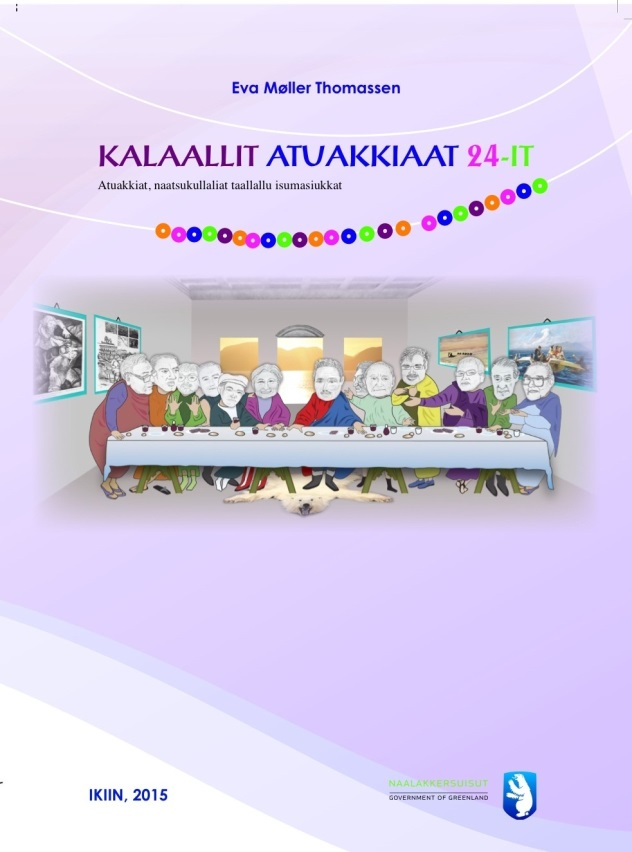 Eva Møller Thomassen
KALAALLIT ATUAKKIAAT 24-IT
Atuakkiat, naatsukullaliat taallallu isumasiukkat
IKIIN, 2015
NAALAKKERSUISUT
GOVERNMENT OF GREENLAND